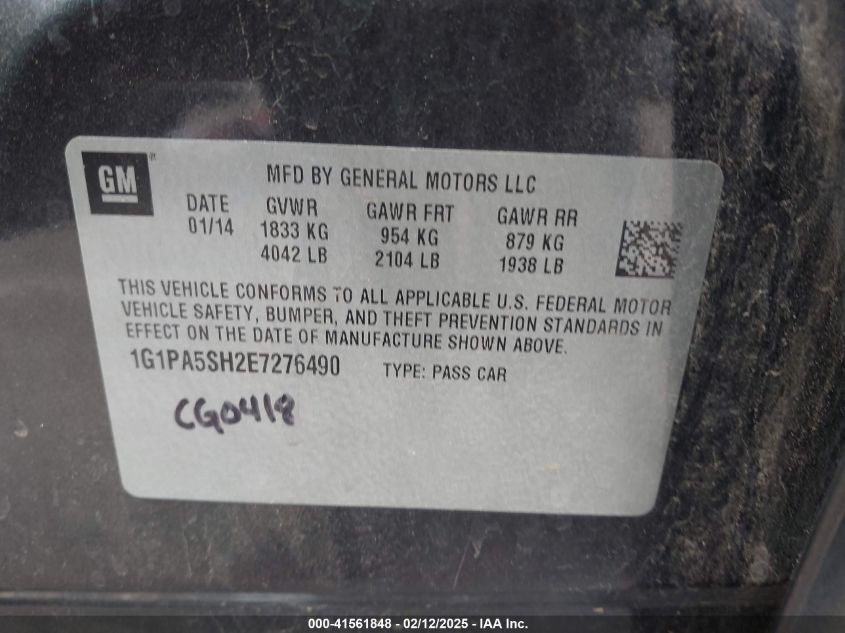 GM
MFD BY GENERAL MOTORS LLC
DATE GVWR GAWR FRT GAWR RR
01/14 1833 KG 954 KG 879 KG
4042 LB 2104 LB 1938 LB
THIS VEHICLE CONFORMS TO ALL APPLICABLE U.S. FEDERAL MOTOR
VEHICLE SAFETY, BUMPER, AND THEFT PREVENTION STANDARDS IN
EFFECT ON THE DATE OF MANUFACTURE SHOWN ABOVE.
1G1PA5SH2E7276490 TYPE: PASS CAR
CG0418
000-41561848 - 02/12/2025 - IAA Inc.